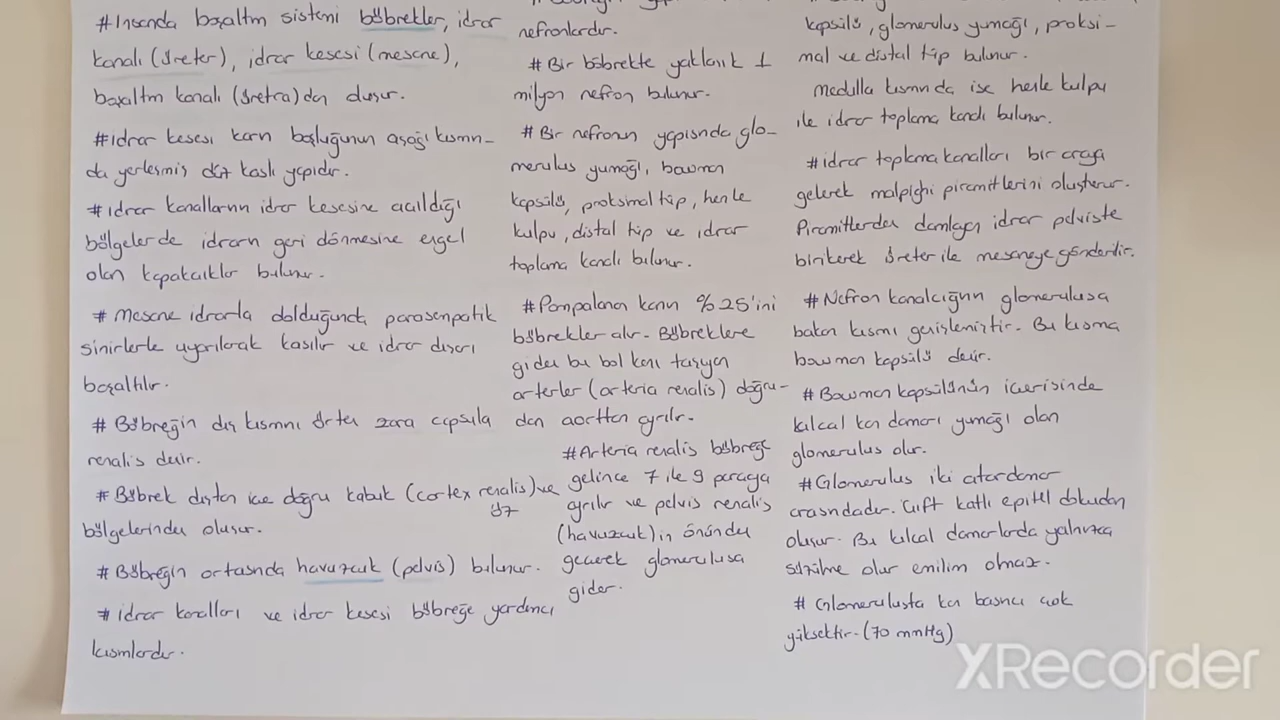 #İnsanda boşaltım sistemi böbrekler, idrar
kanalı (üreter), idrar kesesi (mesane),
boşaltım kanalı (üretra)dan oluşur.
#İdrar kesesi karın boşluğunun aşağı kısmın-
da yerleşmiş düz kaslı yapıdır.
#İdrar kanallarının idrar kesesine açıldığı
bölgelerde idrarın geri dönmesine engel
olan kapakçıklar bulunur.
#Mesane idrarla dolduğunda parasempatik
sinirlerle uyarılarak kasılır ve idrar dışarı
boşaltılır.
#Böbreğin dış kısmını örten zara capsula
renalis denir.
#Böbrek dıştan içe doğru kabuk (cortex renalis) ve
öz
bölgelerinden oluşur.
#Böbreğin ortasında havuzcuk (pelvis) bulunur.
#idrar kanalları ve idrar kesesi böbreğe yardımcı
kısımlardır.
nefronlardır.
#Bir böbrekte yaklaşık 1
milyon nefron bulunur.
#Bir nefronun yapısında glo-
merulus yumağı, bowman
kapsülü, proksimal tüp, henle
kulpu, distal tüp ve idrar
toplama kanalı bulunur.
#Pompalanan kanın %25'ini
böbrekler alır. Böbreklere
giden bu bol kanı taşıyan
arterler (arteria renalis) doğru-
dan aorttan ayrılır.
#Arteria renalis böbreğe
gelince 7 ile 9 parçaya
ayrılır ve pelvis renalis
(havuzcuk)in önünden
geçerek glomerulusa
gider.
kapsülü, glomerulus yumağı, proksi-
mal ve distal tüp bulunur.
Medulla kısmında ise henle kulpu
ile idrar toplama kanalı bulunur.
#idrar toplama kanalları bir araya
gelerek malpighi piramitlerini oluşturur.
Piramitlerden damlayan idrar pelviste
birikerek üreter ile mesaneye gönderilir.
#Nefron kanalcığının glomerulusa
bakan kısmı genişlemiştir. Bu kısma
bowman kapsülü denir.
#Bowman kapsülünün içerisinde
kılcal kan damarı yumağı olan
glomerulus olur.
#Glomerulus iki atardamar
arasındadır. Çift katlı epitel dokudan
oluşur. Bu kılcal damarlarda yalnızca
süzülme olur emilim olmaz.
#Glomerulusta kan basıncı çok
yüksektir. (70 mmHg)
XRecorder